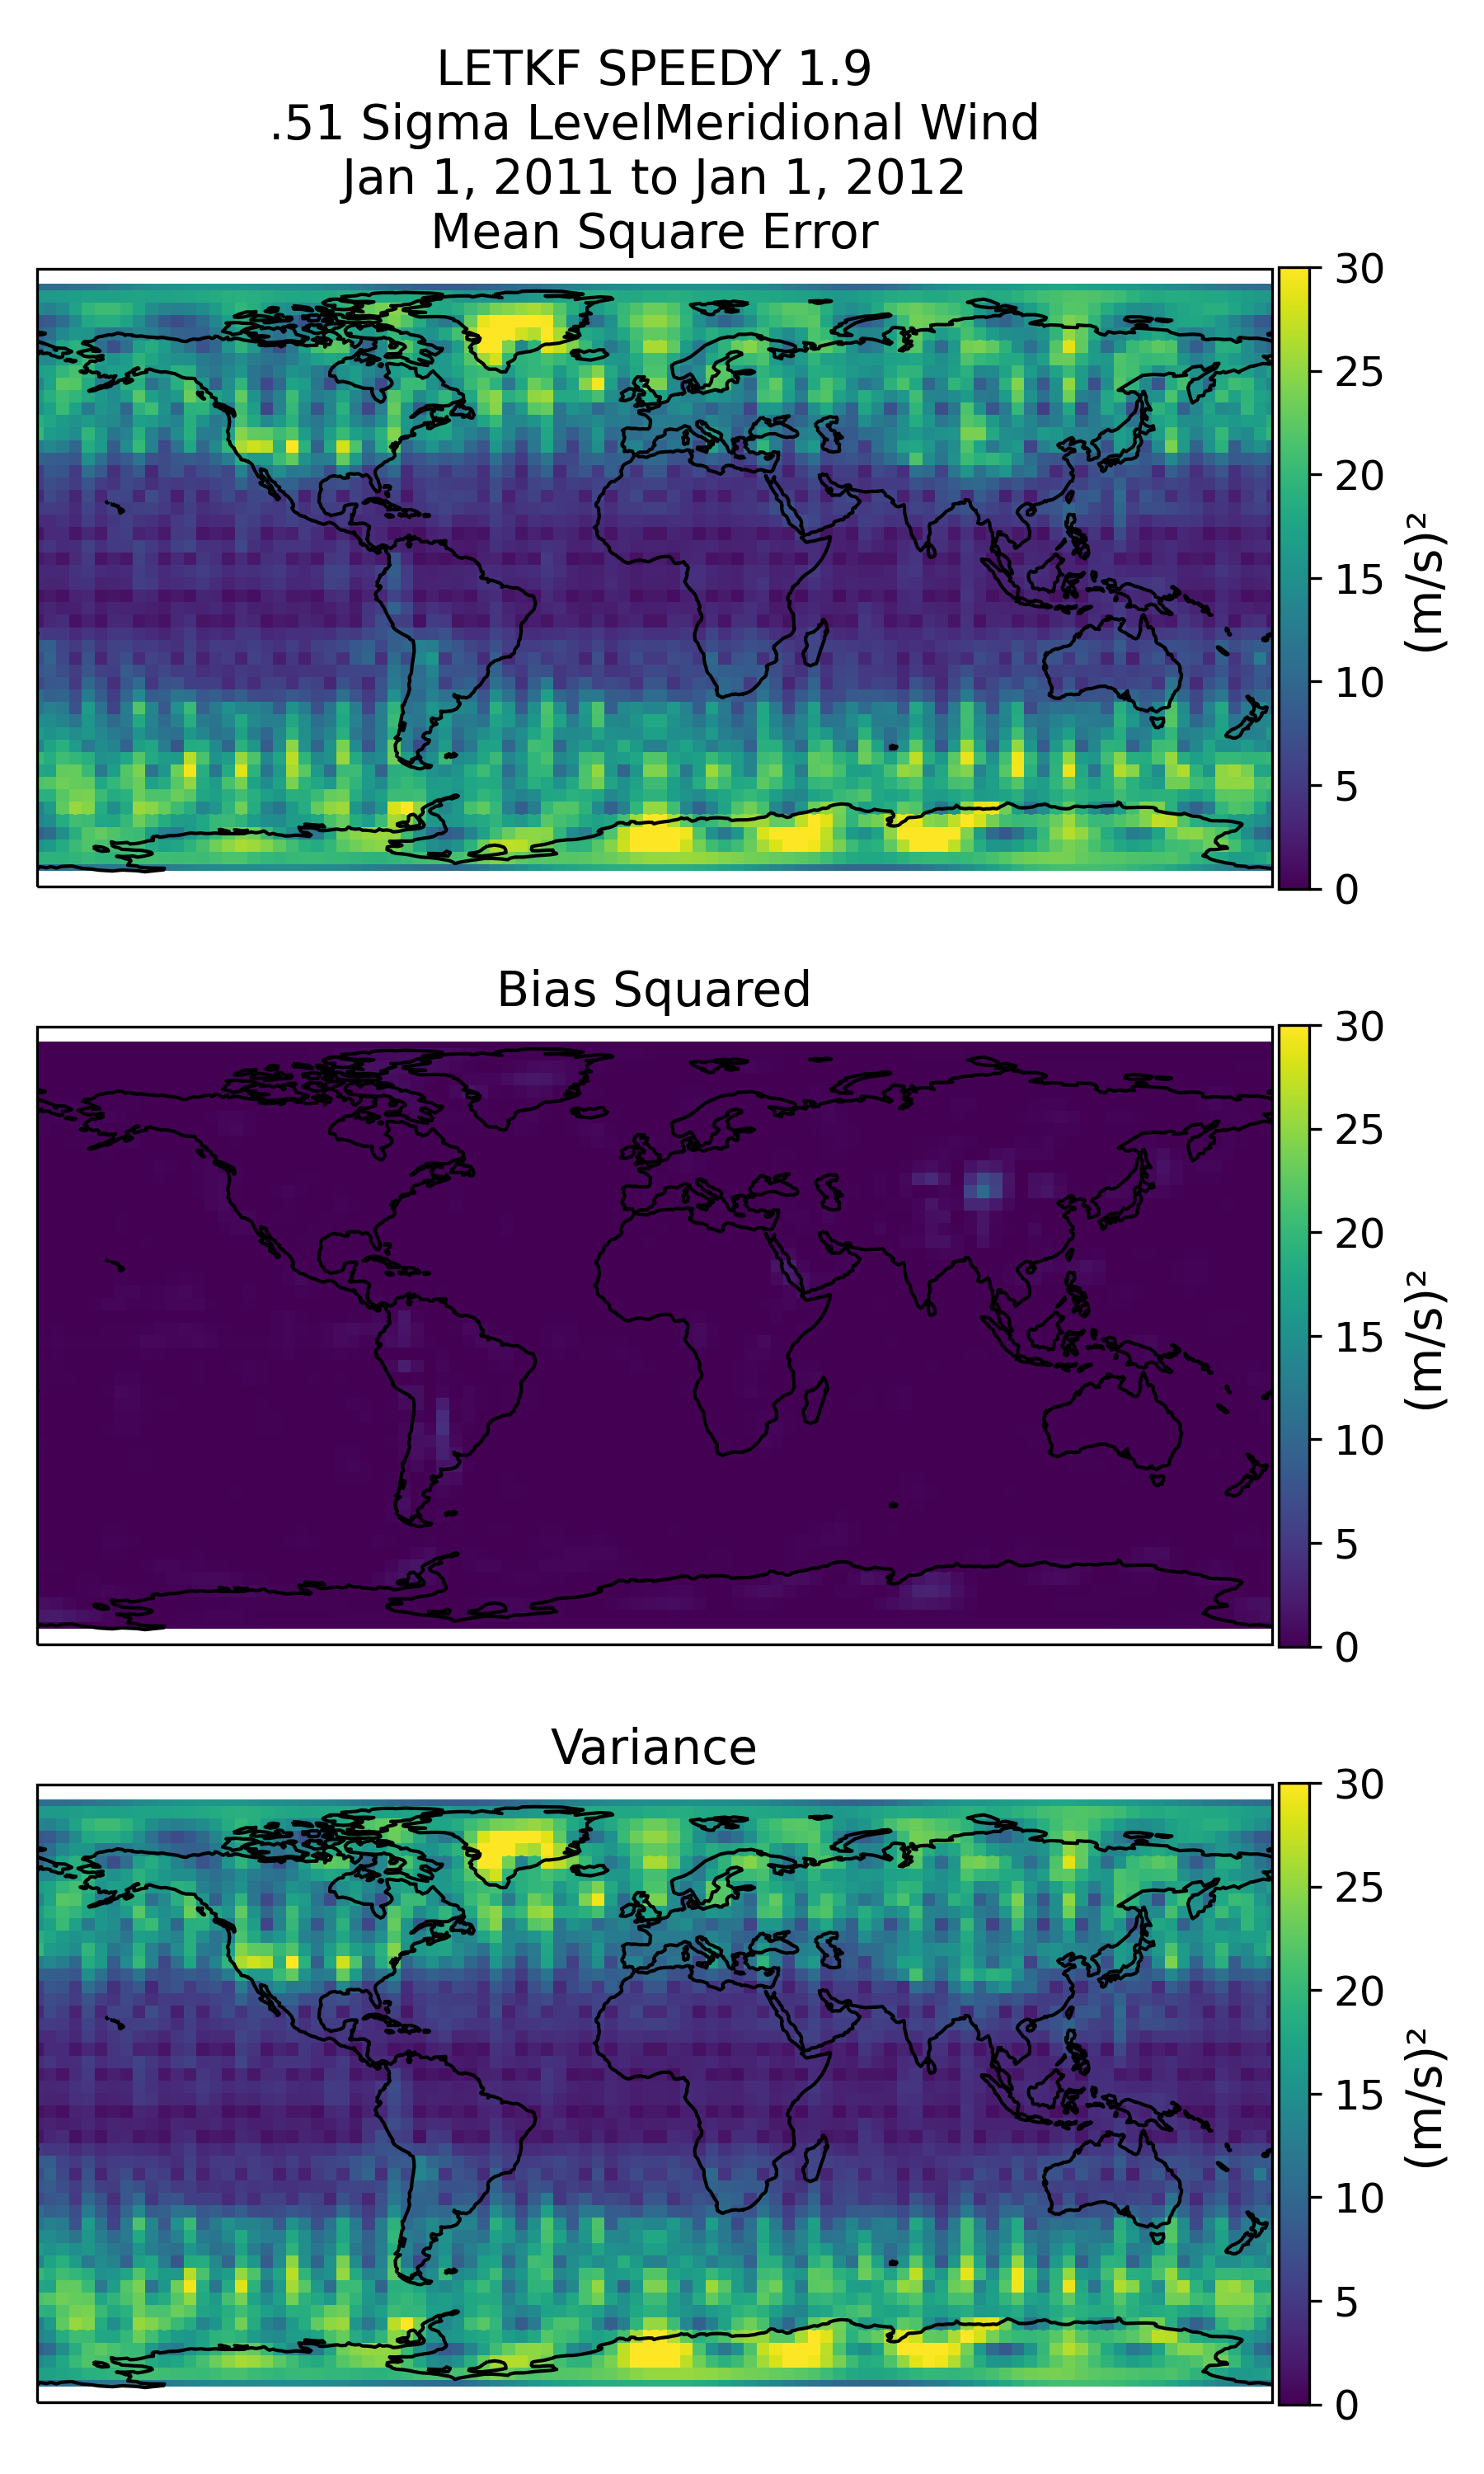 LETKF SPEEDY 1.9
.51 Sigma LevelMeridional Wind
Jan 1, 2011 to Jan 1, 2012
Mean Square Error
30
25
20
15
10
5
0
(m/s)²
Bias Squared
30
25
20
15
10
5
0
(m/s)²
Variance
30
25
20
15
10
5
0
(m/s)²